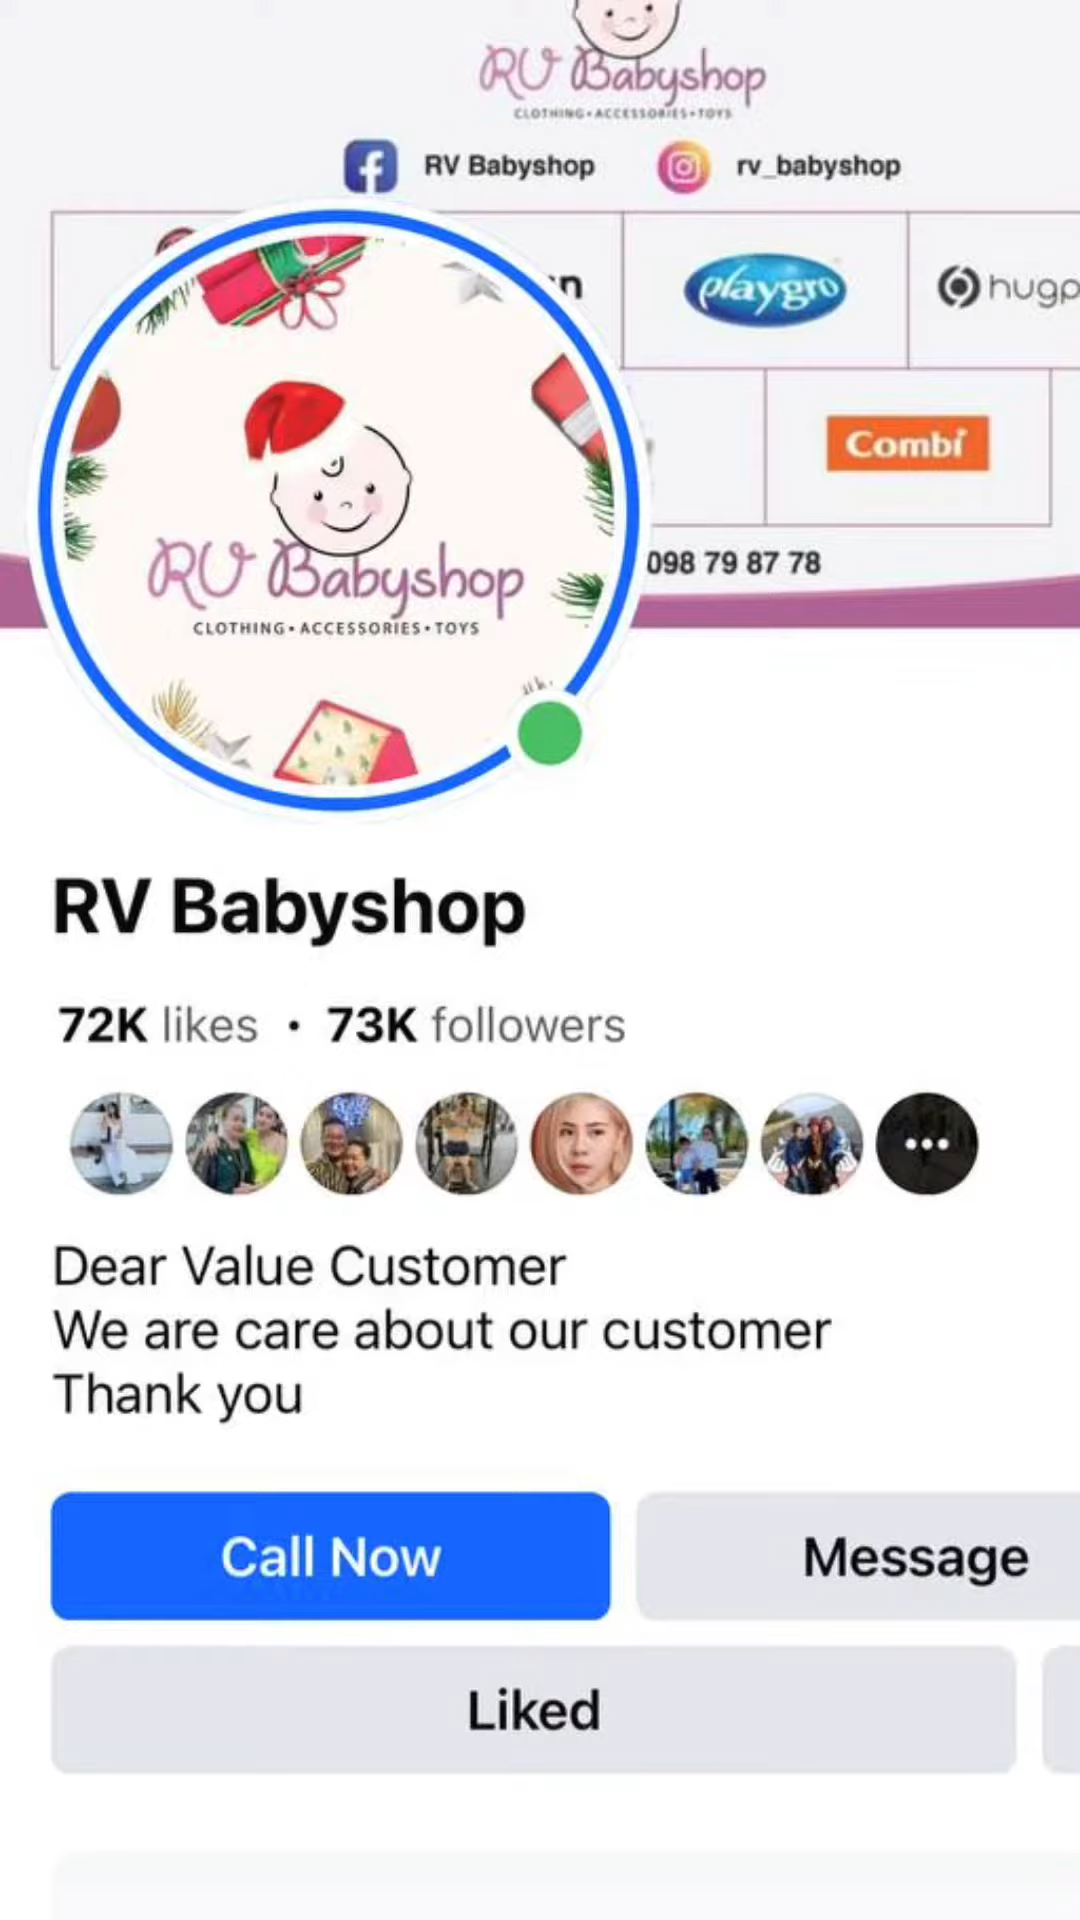 RV Babyshop
CLOTHING•ACCESSORIES•TOYS
RV Babyshop
rv_babyshop
playgro
hugp
Combi
098 79 87 78
RV Babyshop
CLOTHING•ACCESSORIES•TOYS
RV Babyshop
72K likes • 73K followers
Dear Value Customer
We are care about our customer
Thank you
Call Now
Message
Liked